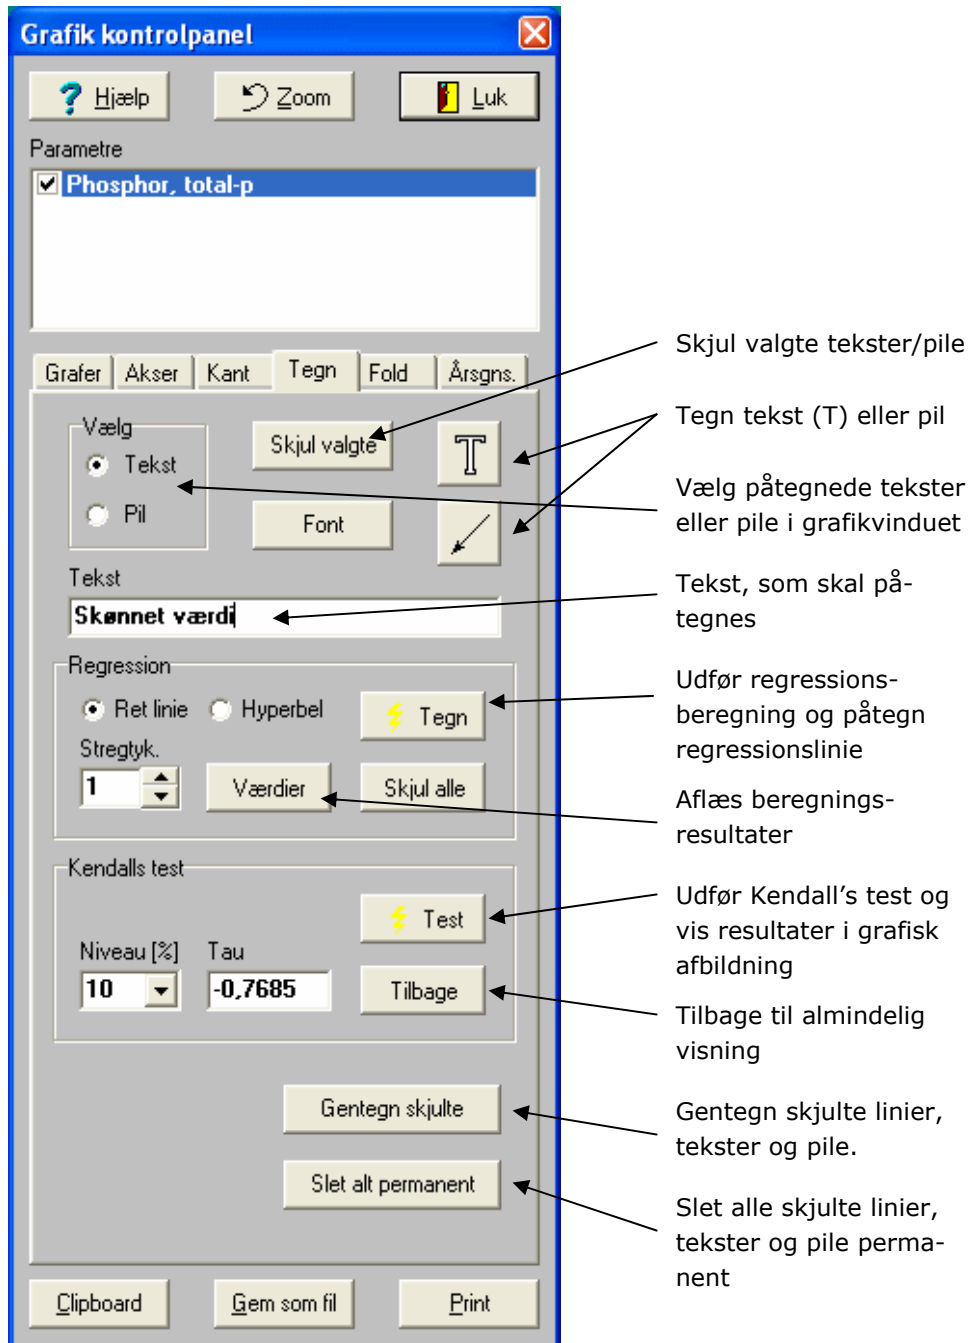 Grafik kontrolpanel
Hjælp
Zoom
Luk
Parametre
Phosphor, total-p
Grafer
Akser
Kant
Tegn
Fold
Årsgns.
Vælg
Tekst
Pil
Skjul valgte
T
Font
Tekst
Skønnet værdi
Regression
Ret linie
Hyperbel
Tegn
Stregtyk.
1
Værdier
Skjul alle
Kendalls test
Test
Niveau [%]
Tau
10
-0,7685
Tilbage
Gentegn skjulte
Slet alt permanent
Clipboard
Gem som fil
Print
Skjul valgte tekster/pile
Tegn tekst (T) eller pil
Vælg påtegnede tekster
eller pile i grafikvinduet
Tekst, som skal på-
tegnes
Udfør regressions-
beregning og påtegn
regressionslinie
Aflæs beregnings-
resultater
Udfør Kendall's test og
vis resultater i grafisk
afbildning
Tilbage til almindelig
visning
Gentegn skjulte linier,
tekster og pile.
Slet alle skjulte linier,
tekster og pile perma-
nent